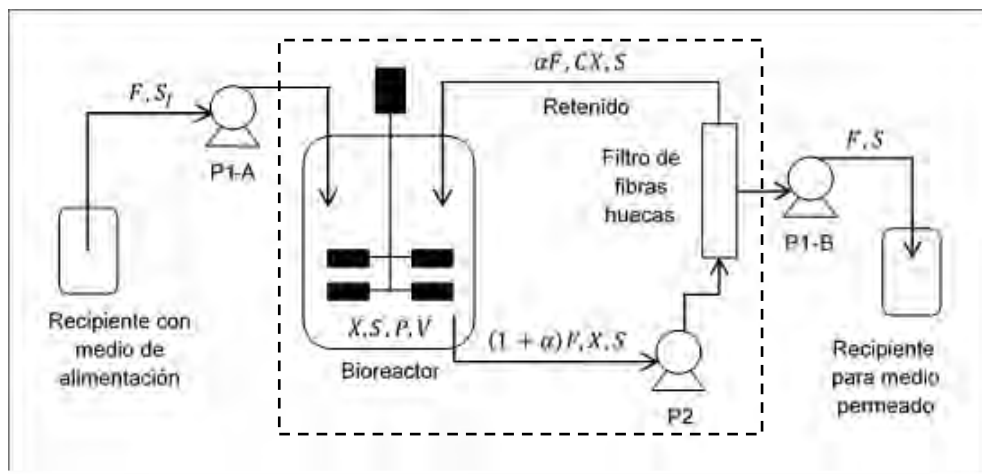 F, S_f
P1-A
Recipiente con
medio de
alimentación
αF, CX, S
Retenido
Filtro de
fibras
huecas
X, S, P, V
Bioreactor
(1 + α)F, X, S
P2
F, S
P1-B
Recipiente
para medio
permeado